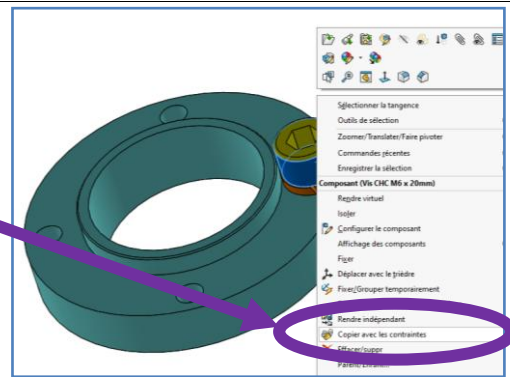 Sélectionner la tangence
Outils de sélection
Zoomer/Translater/Faire pivoter
Commandes récentes
Enregistrer la sélection
Composant (Vis CHC M6 x 20mm)
Rendre virtuel
Isoler
Configurer le composant
Affichage des composants
Fixer
Déplacer avec le trièdre
Fixer/Grouper temporairement
Rendre indépendant
Copier avec les contraintes
Effacer/suppr